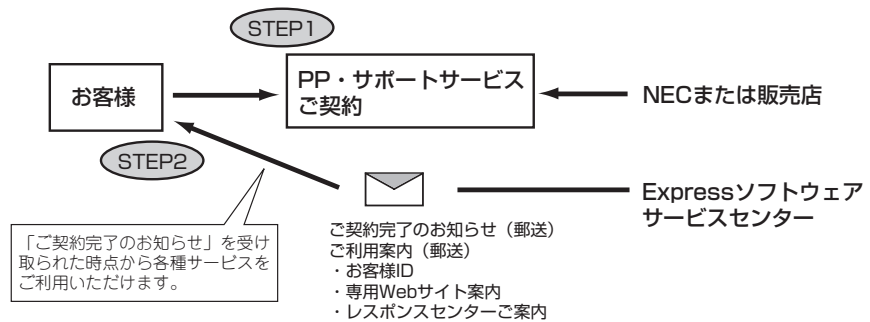 STEP1
お客様
PP・サポートサービス
ご契約
NECまたは販売店
STEP2
Expressソフトウェア
サービスセンター
「ご契約完了のお知らせ」を受け
取られた時点から各種サービスを
ご利用いただけます。
ご契約完了のお知らせ（郵送）
ご利用案内（郵送）
・お客様ID
・専用Webサイト案内
・レスポンスセンターご案内